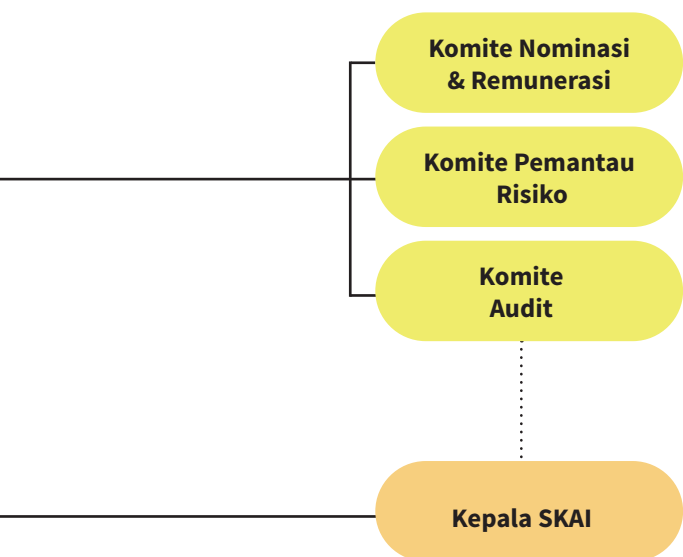 Komite Nominasi
& Remunerasi
Komite Pemantau
Risiko
Komite
Audit
Kepala SKAI